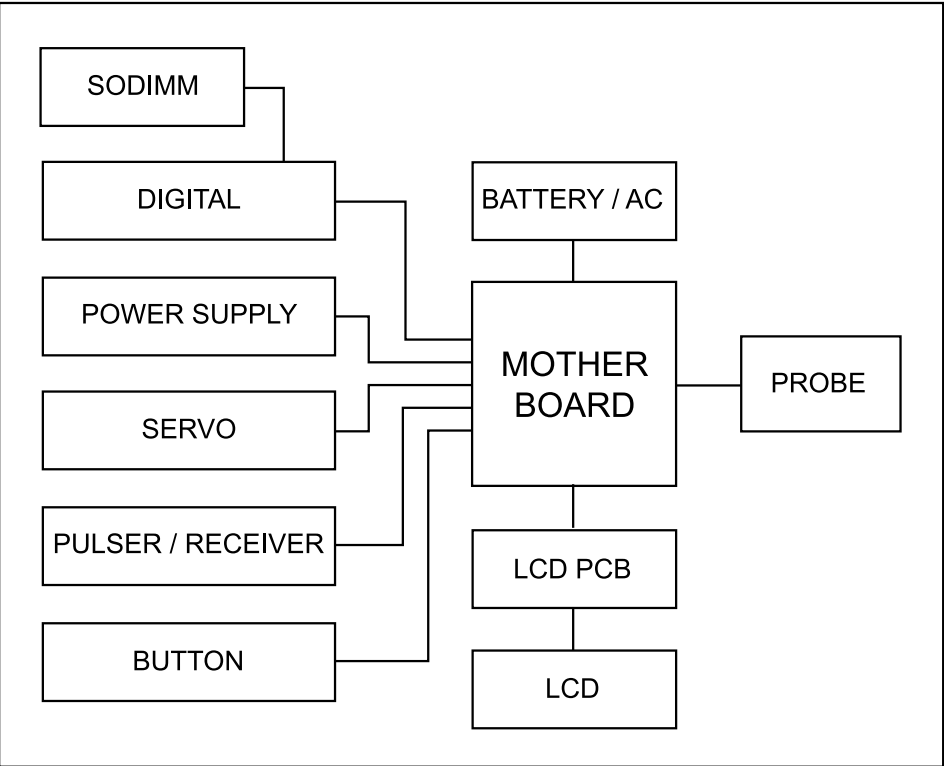 SODIMM
DIGITAL
BATTERY / AC
POWER SUPPLY
MOTHER
BOARD
PROBE
SERVO
PULSER / RECEIVER
LCD PCB
BUTTON
LCD